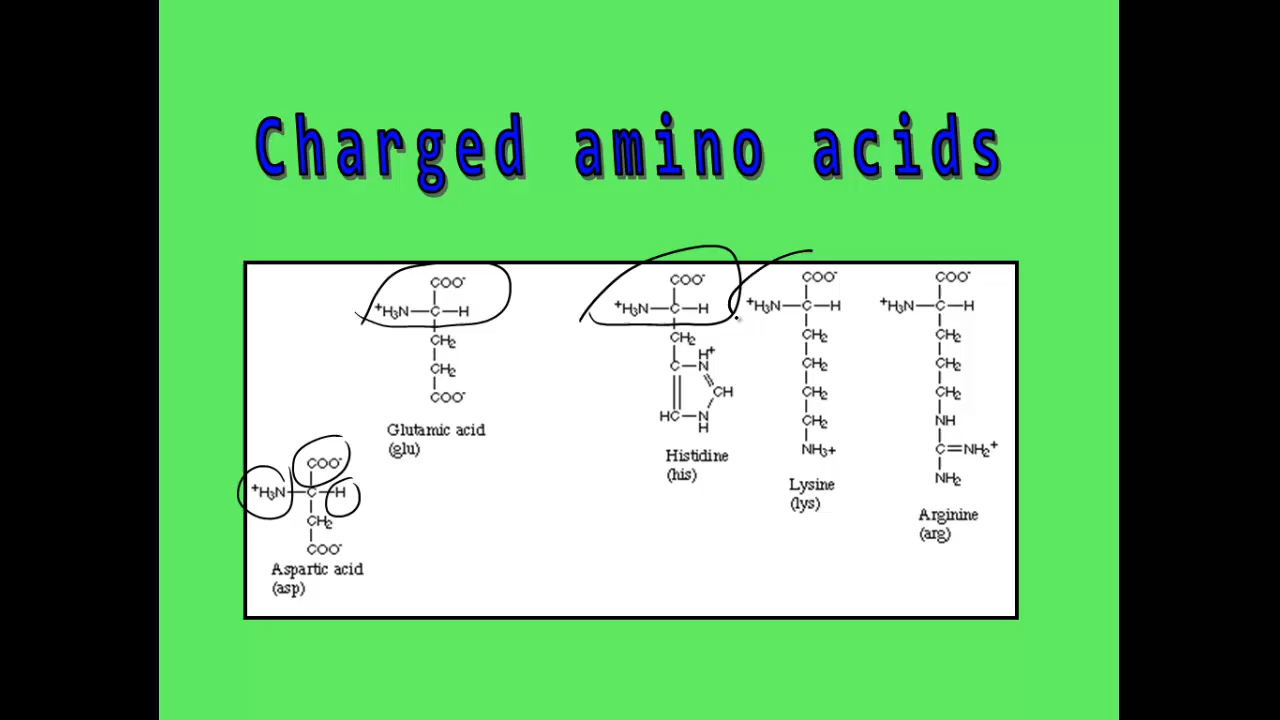 Charged amino acids
COO-
+H3N—C—H
CH2
CH2
COO-
Glutamic acid
(glu)
COO-
+H3N—C—H
CH2
COO-
Aspartic acid
(asp)
COO-
+H3N—C—H
CH2
H+
C—N
CH
HC—N
H
Histidine
(his)
COO-
+H3N—C—H
CH2
CH2
CH2
CH2
NH3+
Lysine
(lys)
COO-
+H3N—C—H
CH2
CH2
CH2
NH
C=NH2+
NH2
Arginine
(arg)